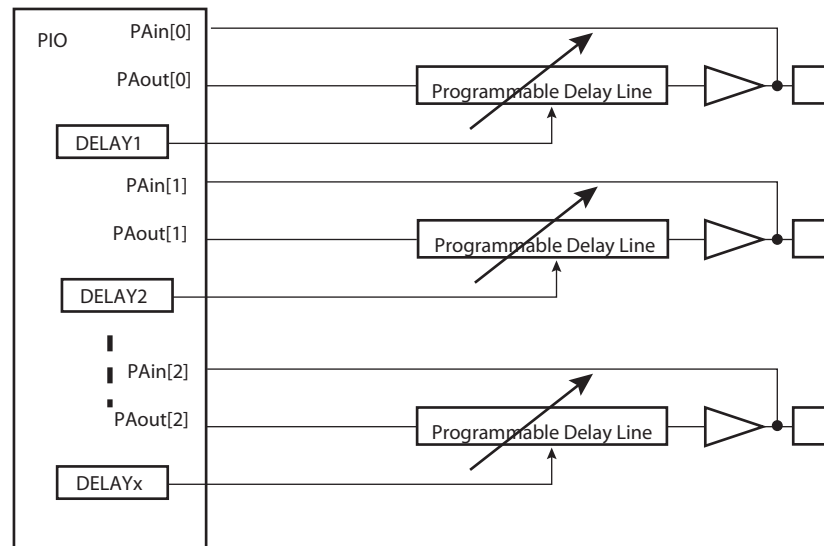 PIO
PAin[0]
PAout[0]
Programmable Delay Line
DELAY1
PAin[1]
PAout[1]
Programmable Delay Line
DELAY2
PAin[2]
PAout[2]
Programmable Delay Line
DELAYx